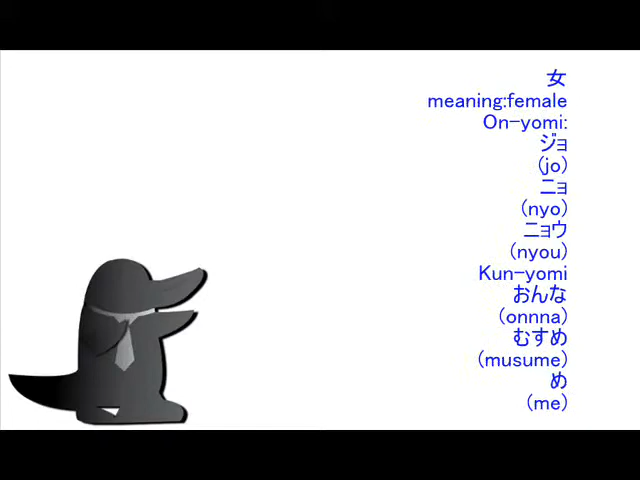 女
meaning:female
On-yomi:
ジョ
(jo)
ニョ
(nyo)
ニョウ
(nyou)
Kun-yomi
おんな
(onnna)
むすめ
(musume)
め
(me)